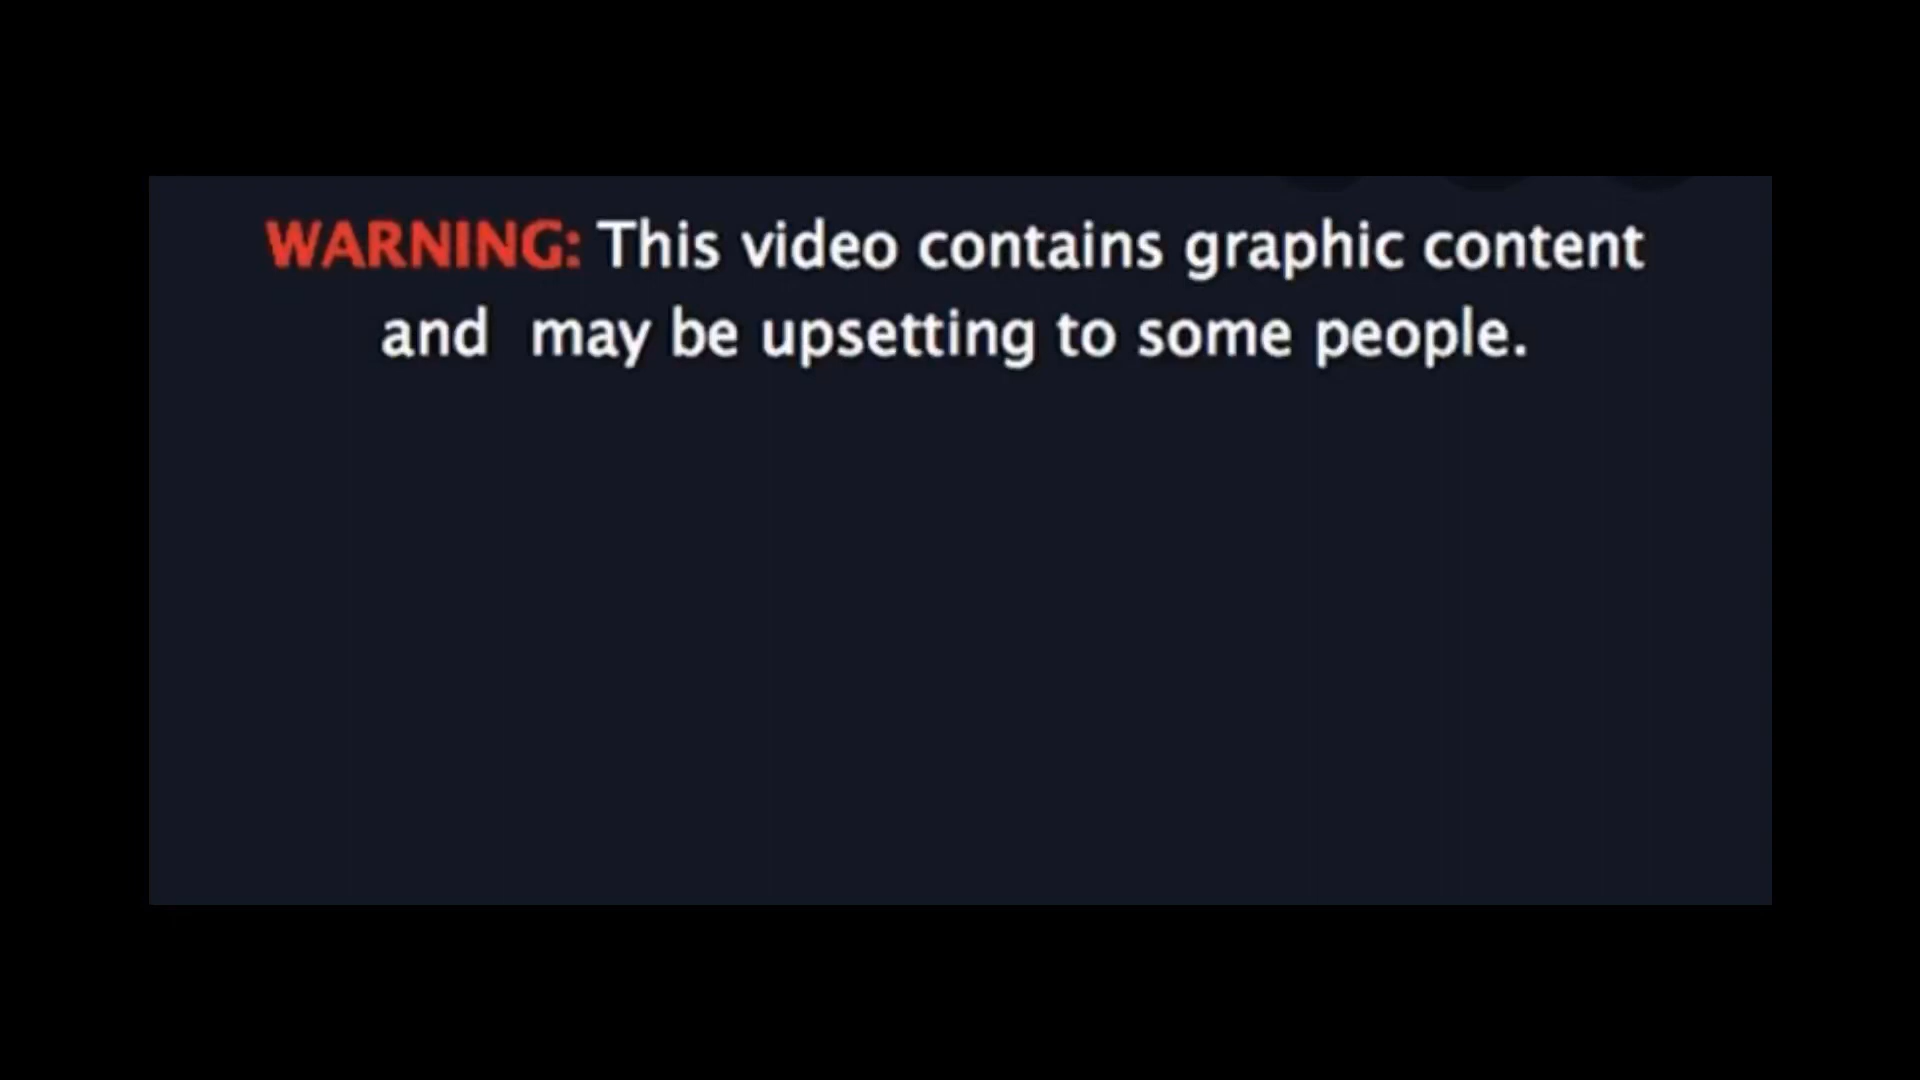 WARNING: This video contains graphic content
and  may be upsetting to some people.